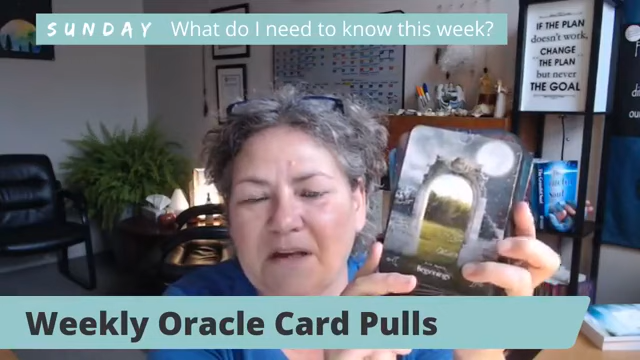 SUNDAY What do I need to know this week?
IF THE PLAN
doesn't work,
CHANGE
THE PLAN
but never
THE GOAL
Beginnings
Weekly Oracle Card Pulls